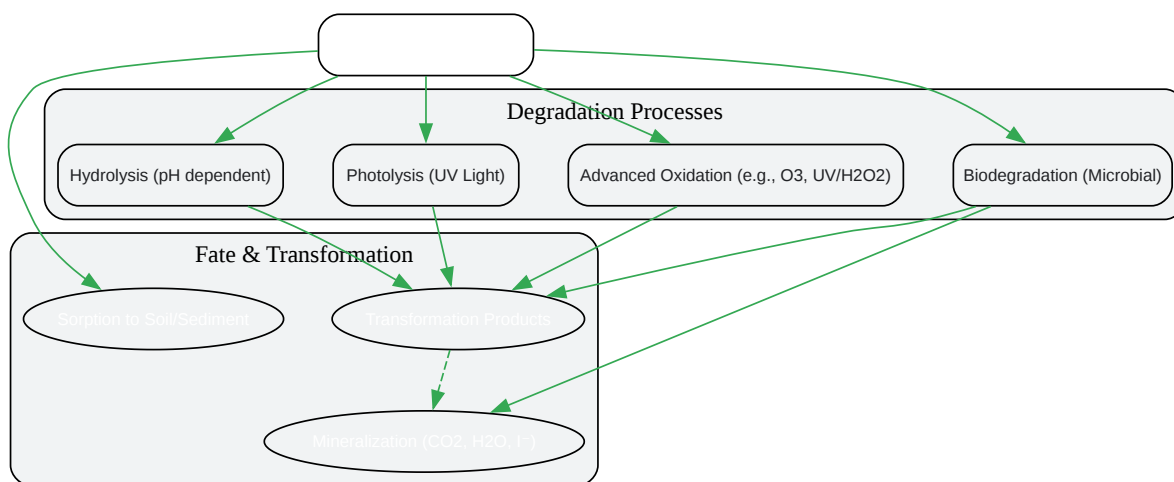 Degradation Processes
Hydrolysis (pH dependent)
Photolysis (UV Light)
Advanced Oxidation (e.g., O3, UV/H2O2)
Biodegradation (Microbial)
Fate & Transformation
Sorption to Soil/Sediment
Transformation Products
Mineralization (CO2, H2O, I⁻)